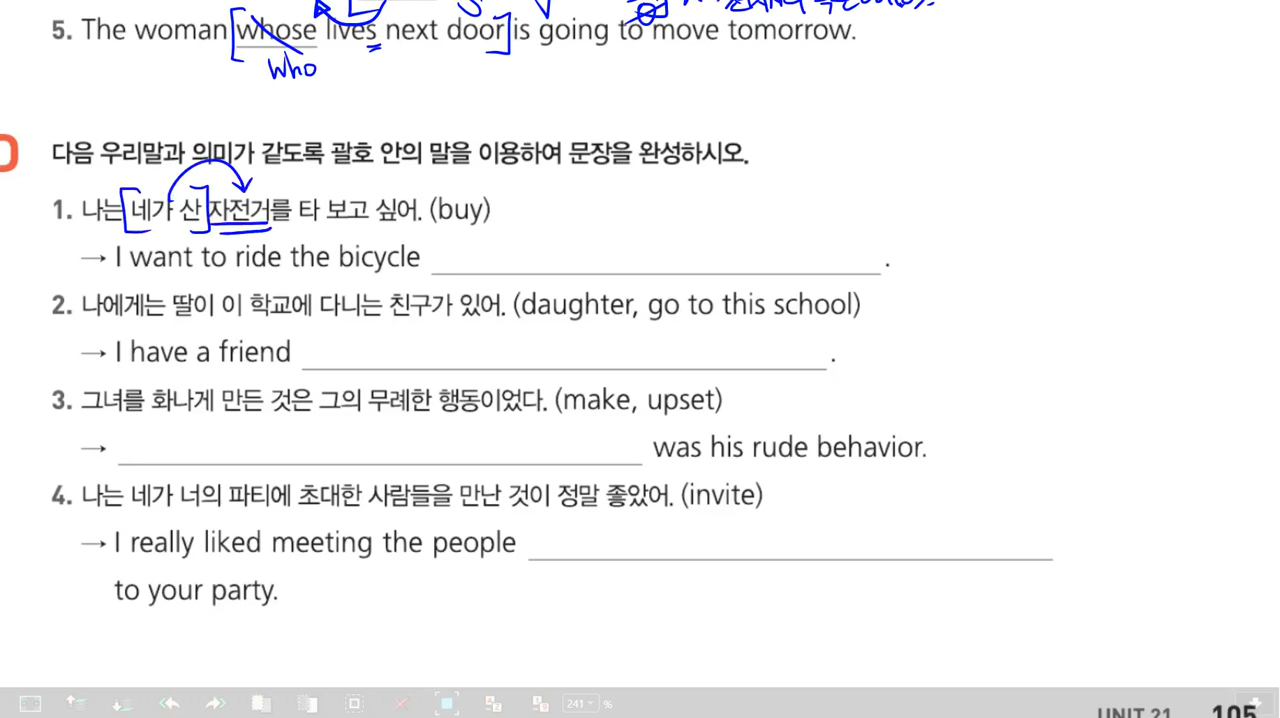 5. The woman [whose lives next door] is going to move tomorrow.
who
다음 우리말과 의미가 같도록 괄호 안의 말을 이용하여 문장을 완성하시오.
1. 나는 [네가 산] 자전거를 타 보고 싶어. (buy)
→ I want to ride the bicycle ____.
2. 나에게는 딸이 이 학교에 다니는 친구가 있어. (daughter, go to this school)
→ I have a friend ____.
3. 그녀를 화나게 만든 것은 그의 무례한 행동이었다. (make, upset)
→ ____ was his rude behavior.
4. 나는 네가 너의 파티에 초대한 사람들을 만난 것이 정말 좋았어. (invite)
→ I really liked meeting the people ____
to your party.
UNIT 21 105
241 %